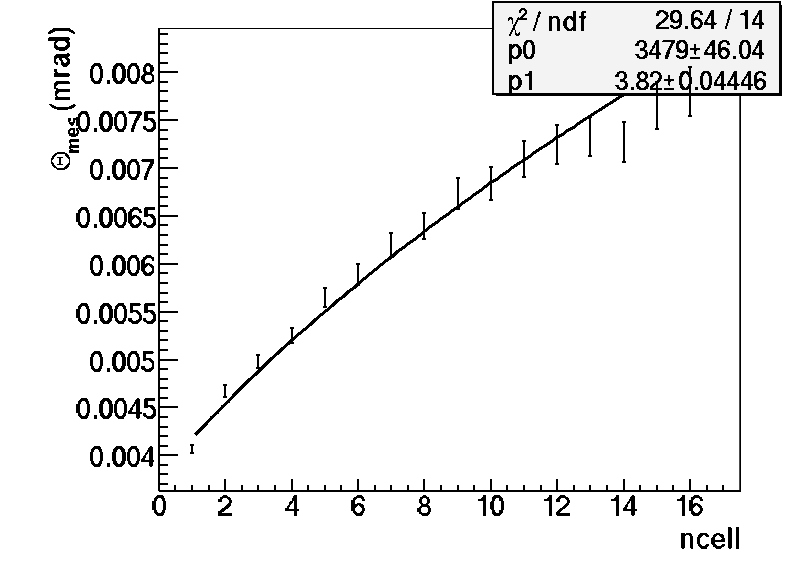 χ² / ndf 29.64 / 14
p0 3479±46.04
p1 3.82±0.04446
Θmes (mrad)
0.008
0.0075
0.007
0.0065
0.006
0.0055
0.005
0.0045
0.004
0 2 4 6 8 10 12 14 16
ncell